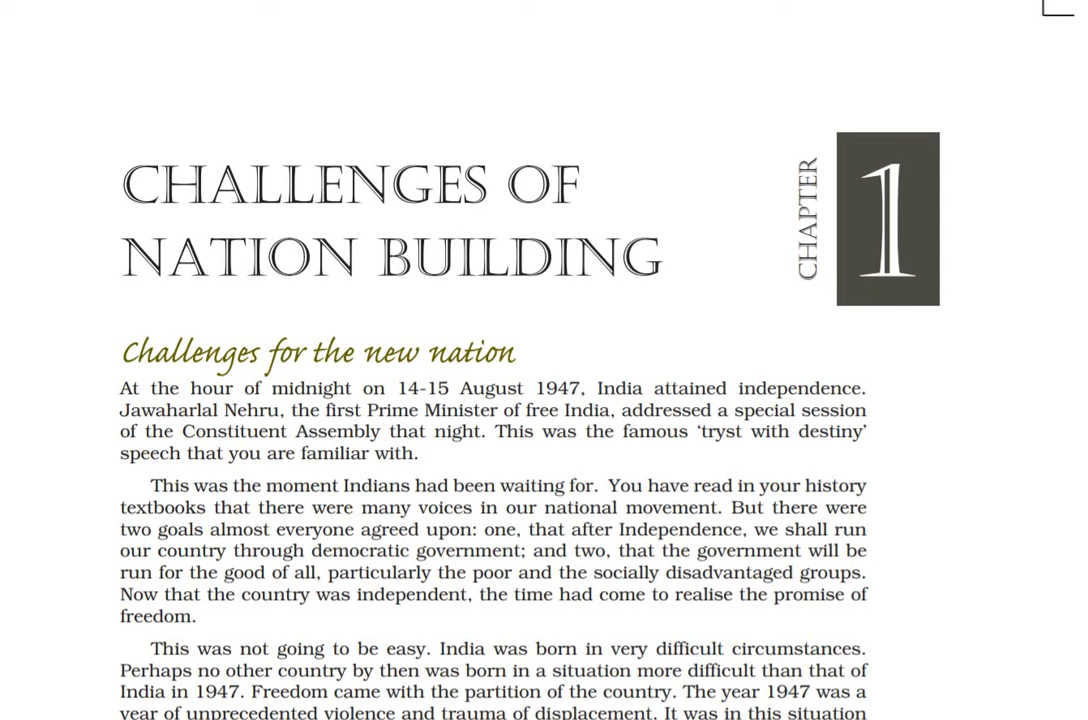 CHALLENGES OF
NATION BUILDING
CHAPTER
1
Challenges for the new nation
At the hour of midnight on 14-15 August 1947, India attained independence.
Jawaharlal Nehru, the first Prime Minister of free India, addressed a special session
of the Constituent Assembly that night. This was the famous ‘tryst with destiny’
speech that you are familiar with.
This was the moment Indians had been waiting for. You have read in your history
textbooks that there were many voices in our national movement. But there were
two goals almost everyone agreed upon: one, that after Independence, we shall run
our country through democratic government; and two, that the government will be
run for the good of all, particularly the poor and the socially disadvantaged groups.
Now that the country was independent, the time had come to realise the promise of
freedom.
This was not going to be easy. India was born in very difficult circumstances.
Perhaps no other country by then was born in a situation more difficult than that of
India in 1947. Freedom came with the partition of the country. The year 1947 was a
year of unprecedented violence and trauma of displacement. It was in this situation